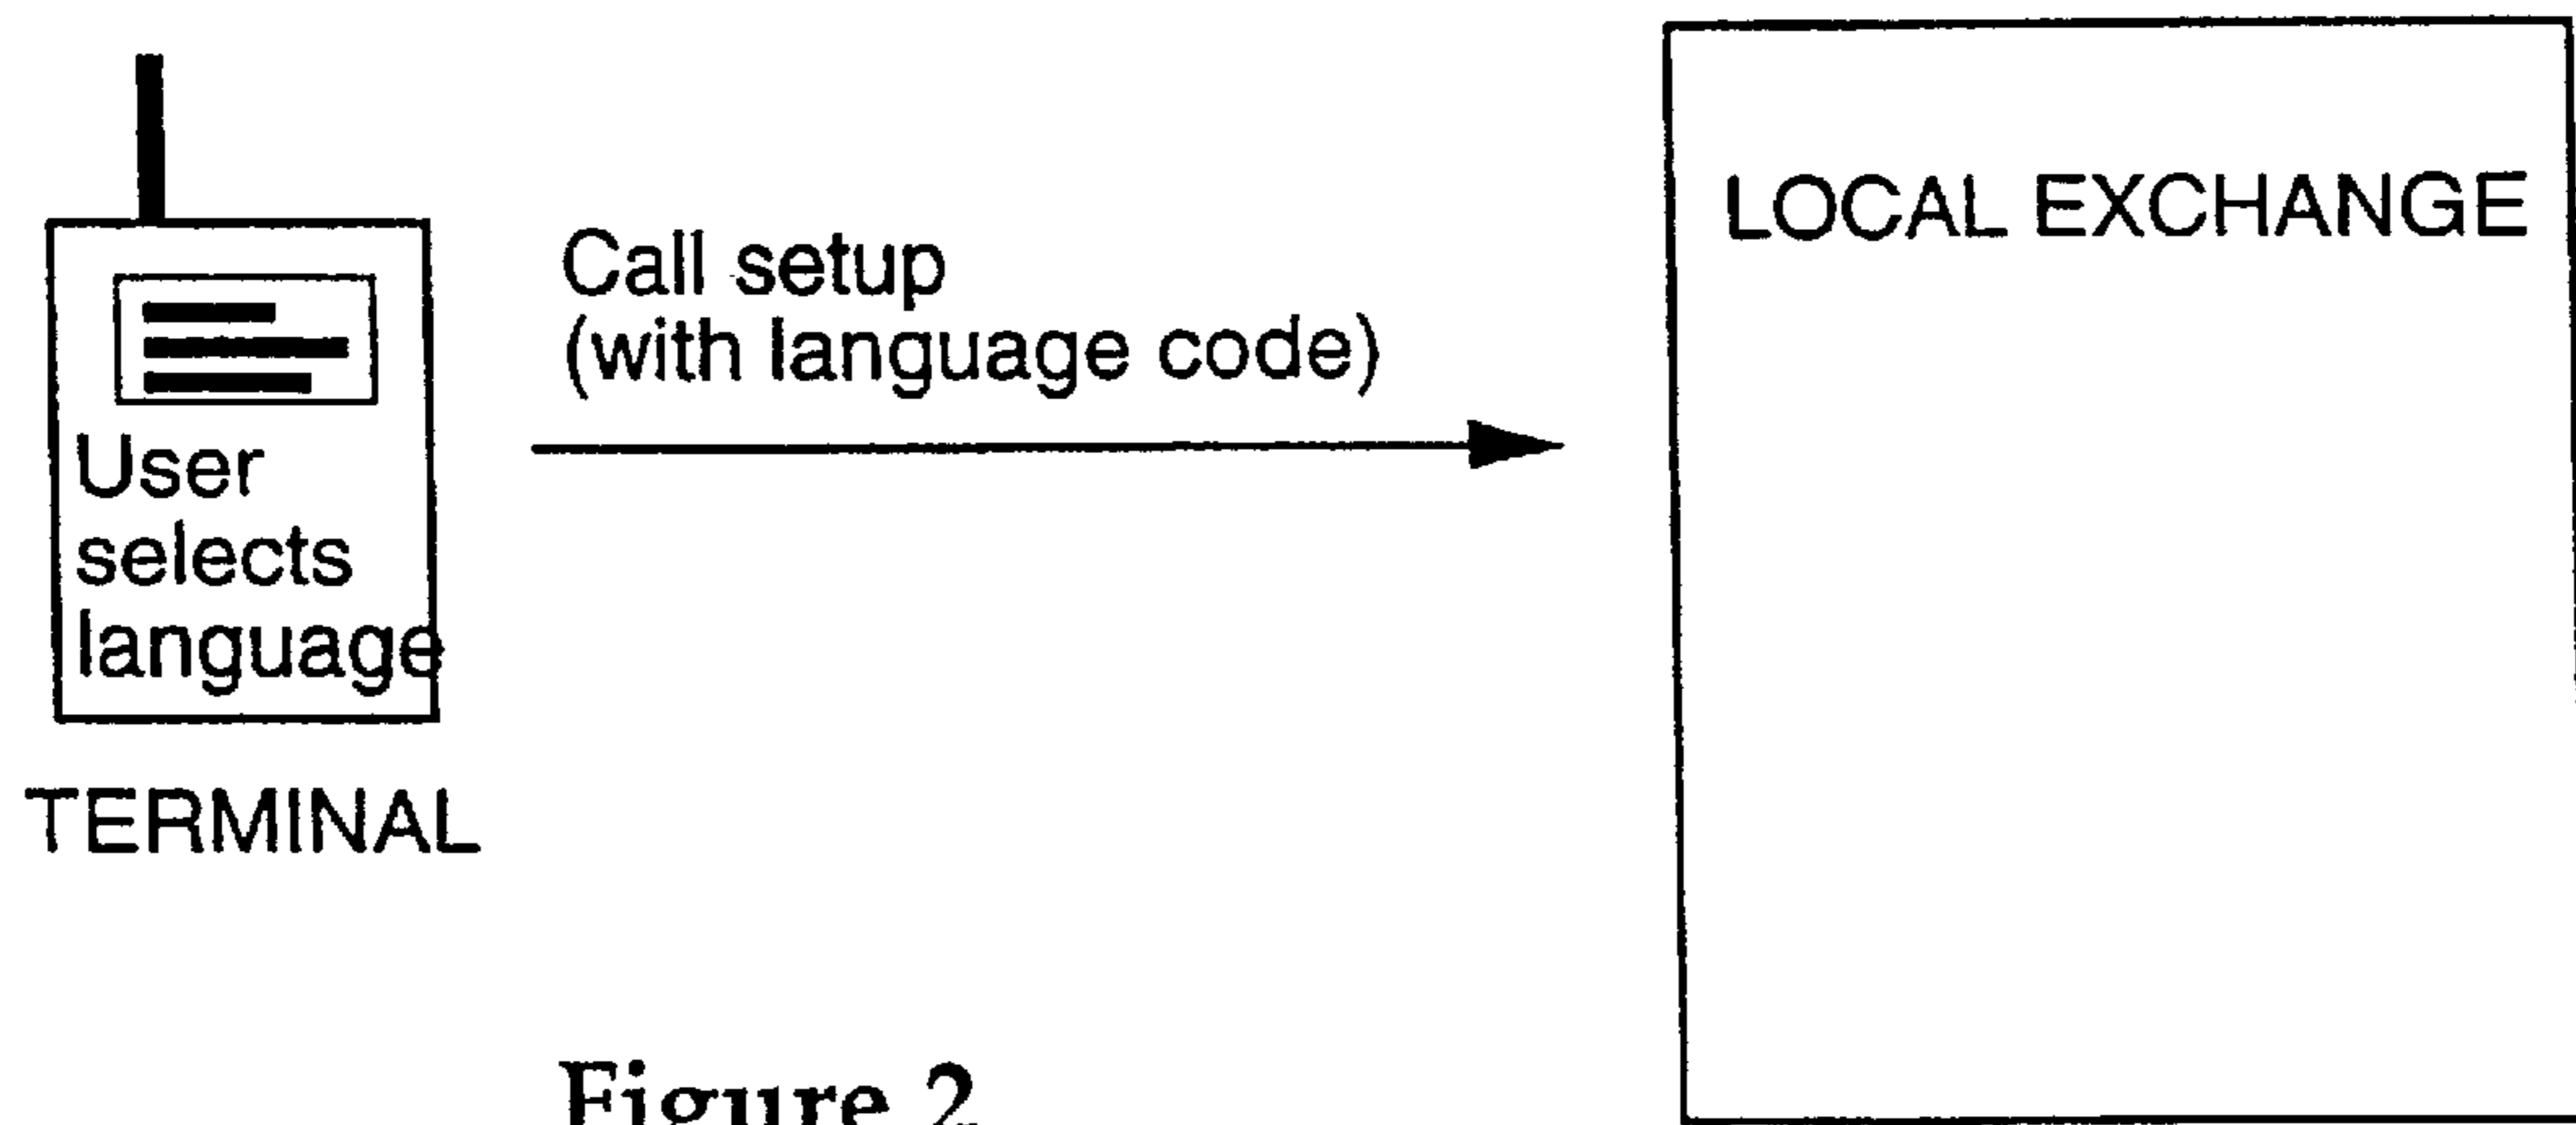 Call setup
(with language code)
User
selects
language
TERMINAL
LOCAL EXCHANGE
Figure 2